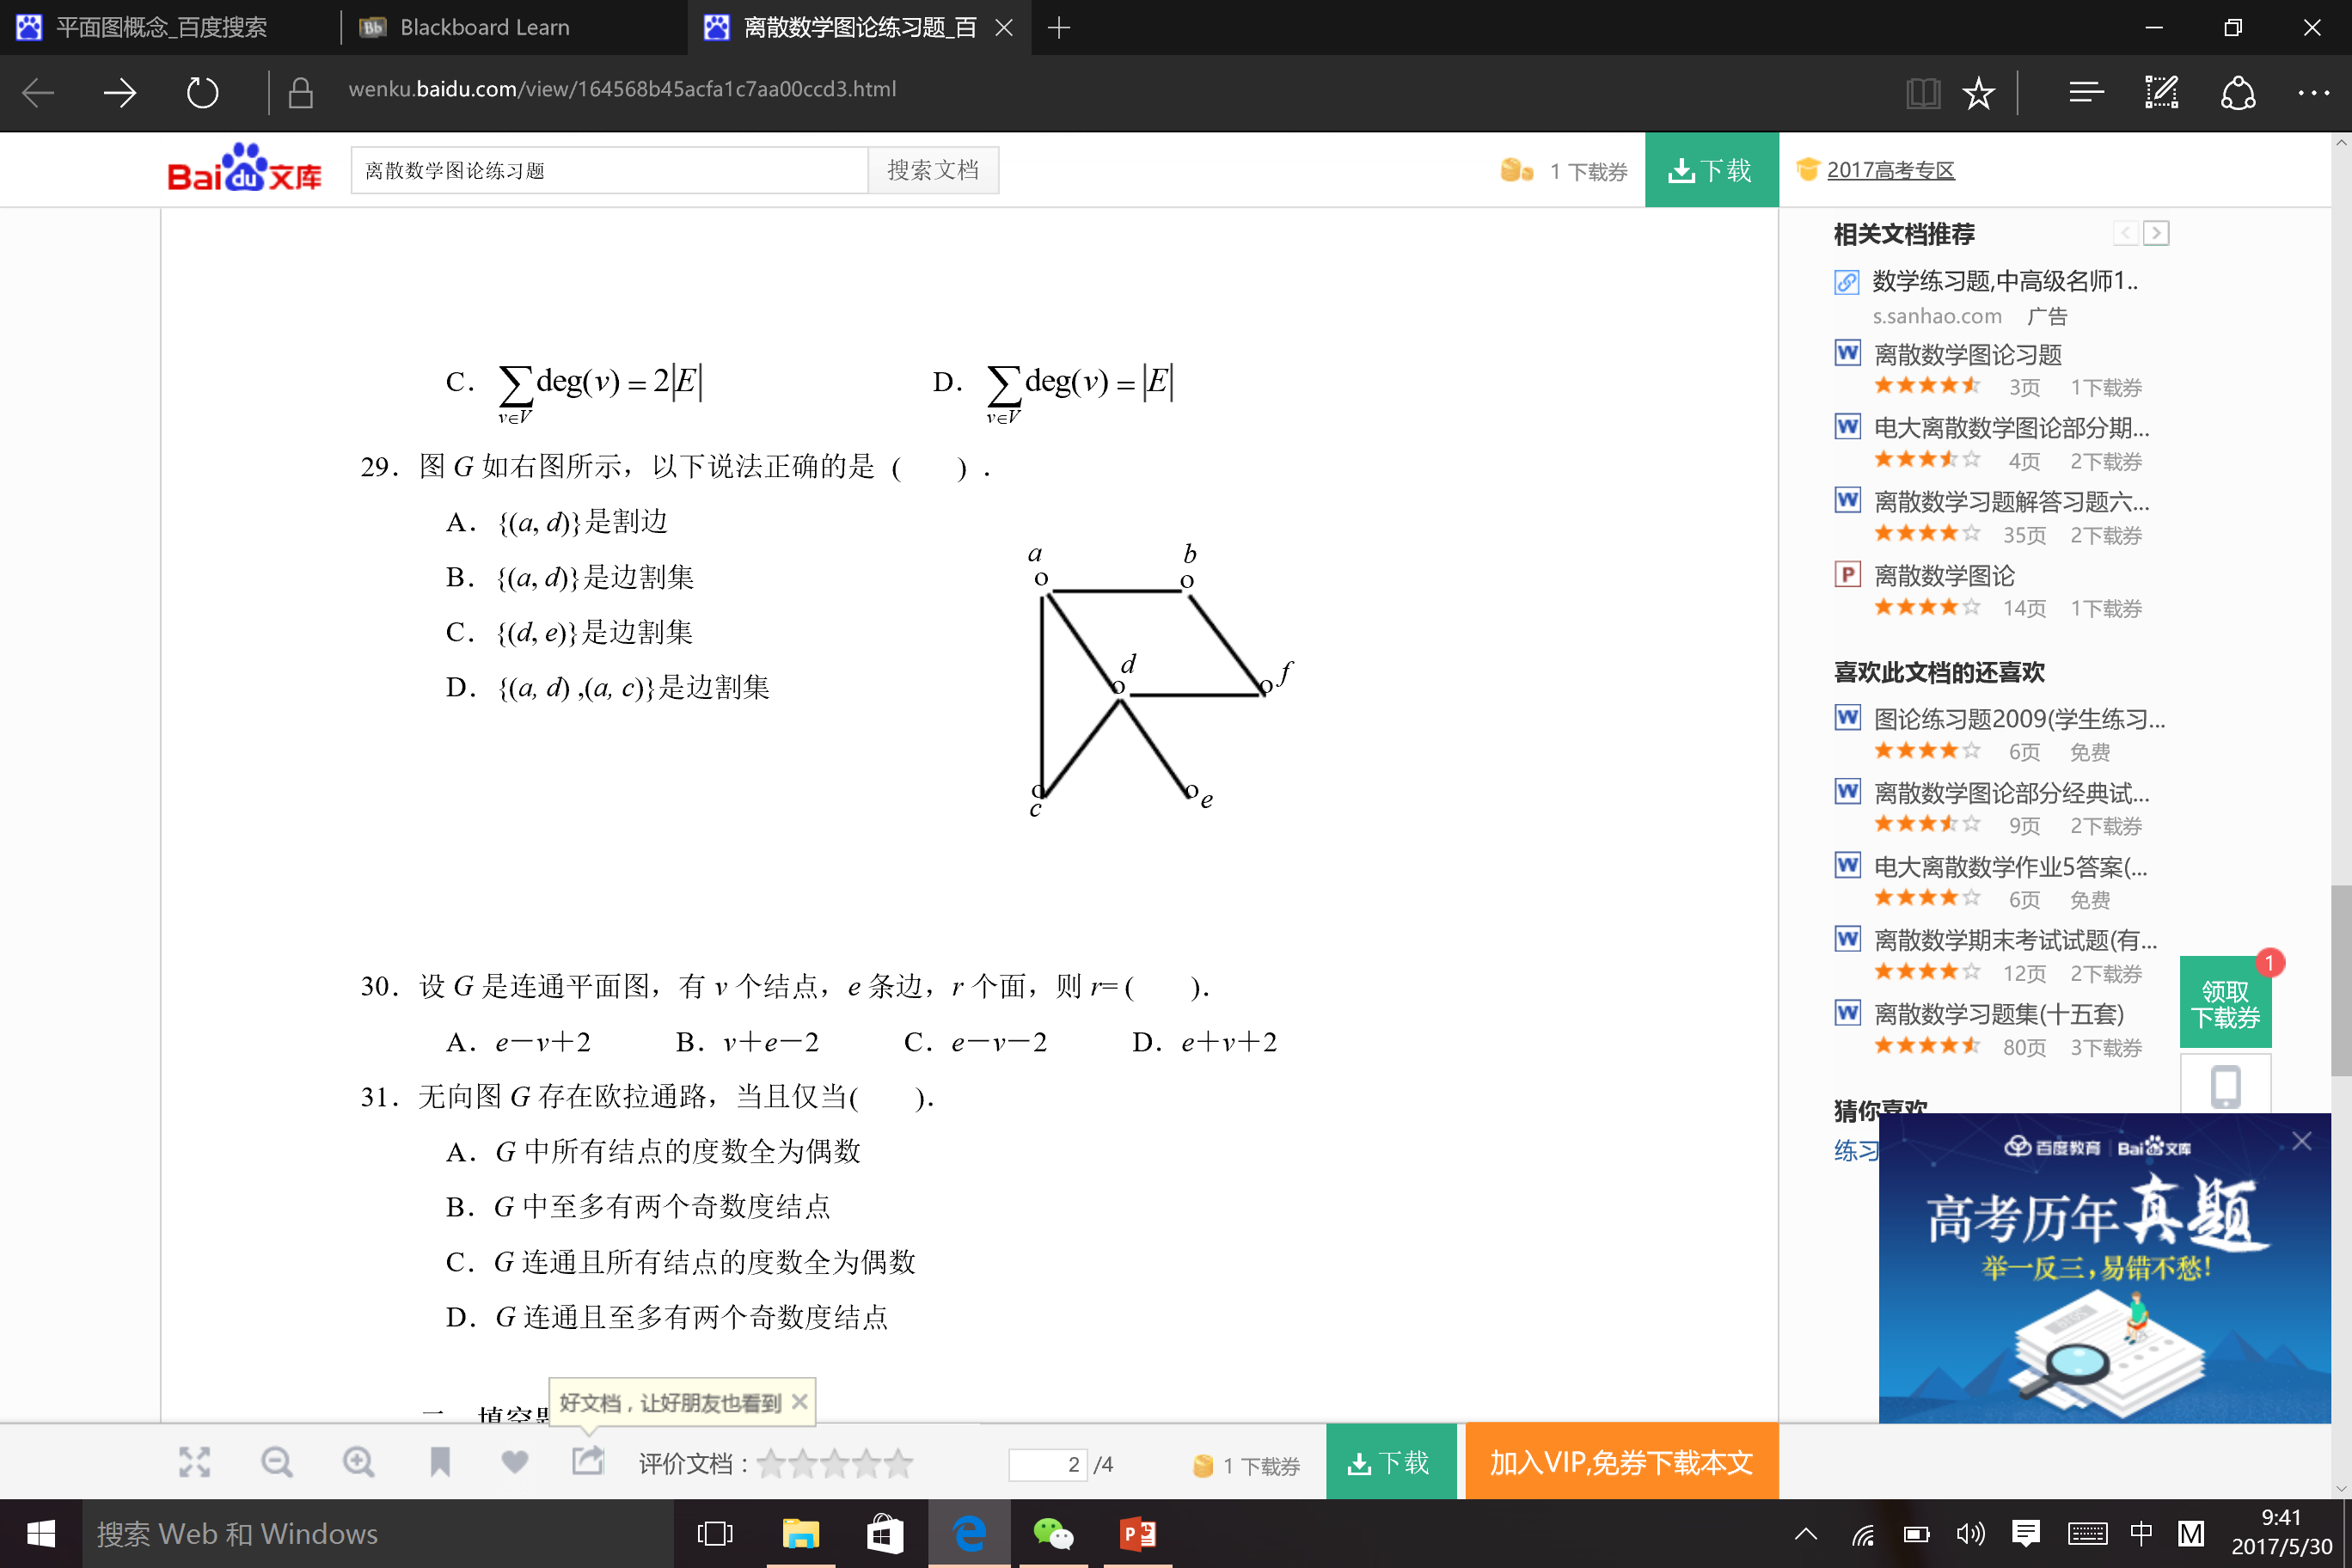 平面图概念_百度搜索
Blackboard Learn
离散数学图论练习题_百
wenku.baidu.com/view/164568b45acfa1c7aa00ccd3.html
Bai du 文库
离散数学图论练习题
搜索文档
1 下载券
下载
2017高考专区
C. ∑deg(v) = 2|E|
v∈V
D. ∑deg(v) = |E|
v∈V
29. 图 G 如右图所示，以下说法正确的是 (  ) .
A. {(a, d)}是割边
B. {(a, d)}是边割集
C. {(d, e)}是边割集
D. {(a, d) ,(a, c)}是边割集
a
b
d
f
c
e
30. 设 G 是连通平面图，有 v 个结点，e 条边，r 个面，则 r= (  ).
A. e－v＋2  B. v＋e－2  C. e－v－2  D. e＋v＋2
31. 无向图 G 存在欧拉通路，当且仅当(  ).
A. G 中所有结点的度数全为偶数
B. G 中至多有两个奇数度结点
C. G 连通且所有结点的度数全为偶数
D. G 连通且至多有两个奇数度结点
好文档，让好朋友也看到
评价文档：
2 /4
1 下载券
下载
加入VIP,免券下载本文
相关文档推荐
数学练习题,中高级名师1..
s.sanhao.com 广告
离散数学图论习题
3页 1下载券
电大离散数学图论部分期...
4页 2下载券
离散数学习题解答习题六...
35页 2下载券
离散数学图论
14页 1下载券
喜欢此文档的还喜欢
图论练习题2009(学生练习...
6页 免费
离散数学图论部分经典试...
9页 2下载券
电大离散数学作业5答案(...
6页 免费
离散数学期末考试试题(有...
12页 2下载券
离散数学习题集(十五套)
80页 3下载券
1
领取
下载券
猜你喜欢
练习
百度教育 Bai文库
高考历年真题
举一反三，易错不愁！
搜索 Web 和 Windows
中
M
9:41
2017/5/30